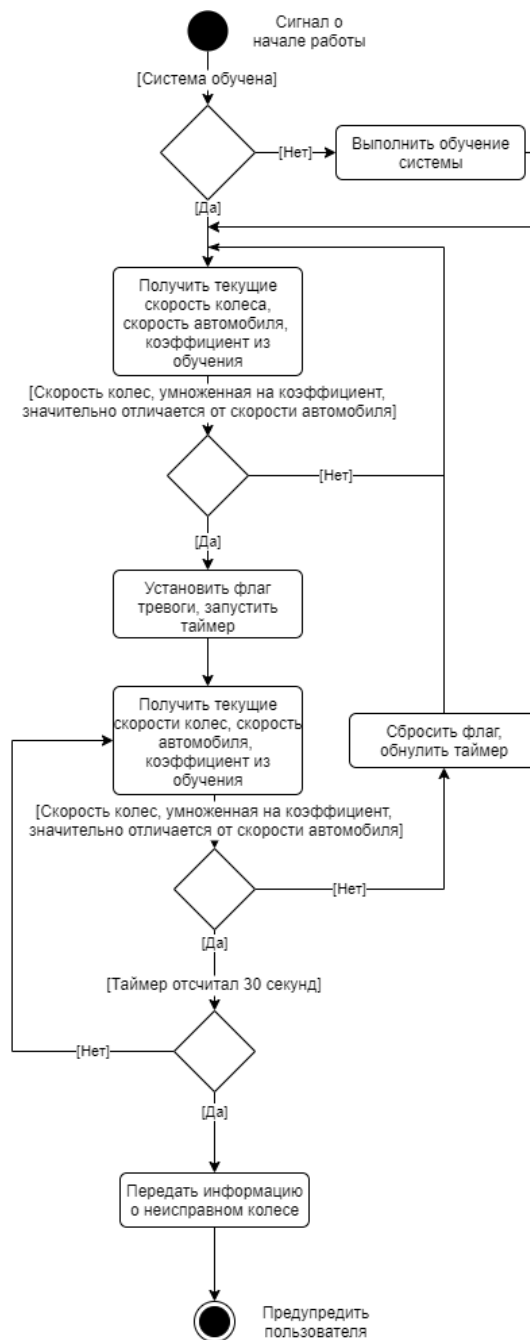 Сигнал о
начале работы
[Система обучена]
[Нет]
Выполнить обучение
системы
[Да]
Получить текущие
скорость колеса,
скорость автомобиля,
коэффициент из
обучения
[Скорость колес, умноженная на коэффициент,
значительно отличается от скорости автомобиля]
[Нет]
[Да]
Установить флаг
тревоги, запустить
таймер
Получить текущие
скорости колес, скорость
автомобиля,
коэффициент из
обучения
Сбросить флаг,
обнулить таймер
[Скорость колес, умноженная на коэффициент,
значительно отличается от скорости автомобиля]
[Нет]
[Да]
[Таймер отсчитал 30 секунд]
[Нет]
[Да]
Передать информацию
о неисправном колесе
Предупредить
пользователя